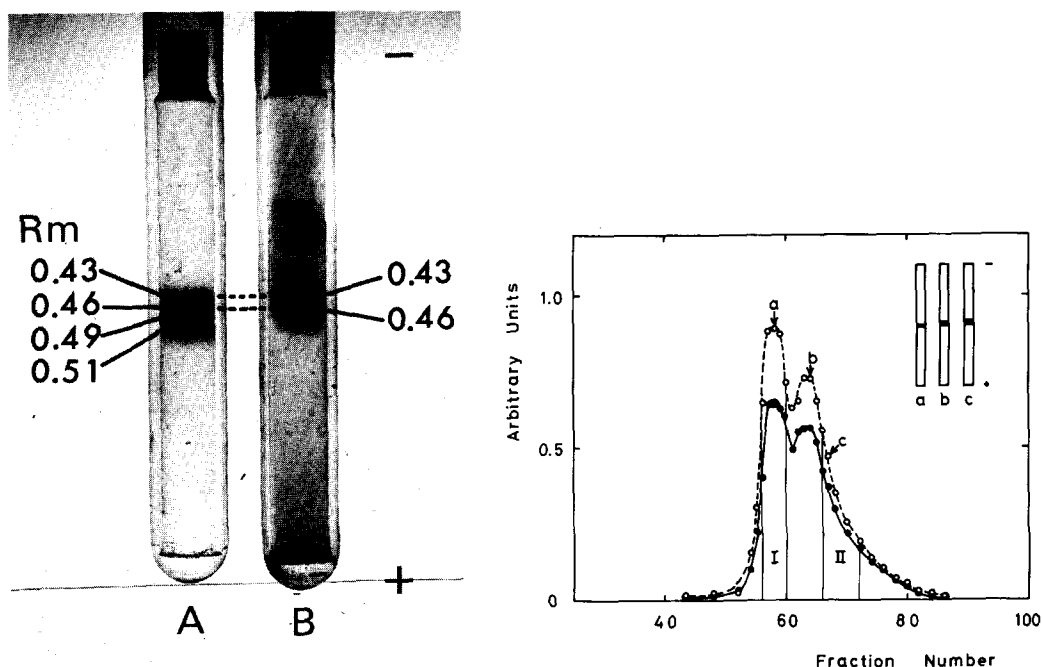 Rm
0.43
0.46
0.49
0.51
0.43
0.46
−
+
A B
Arbitrary Units
1.0
0.5
0
a
b
c
I II
a b c
−
40 60 80 100
Fraction Number